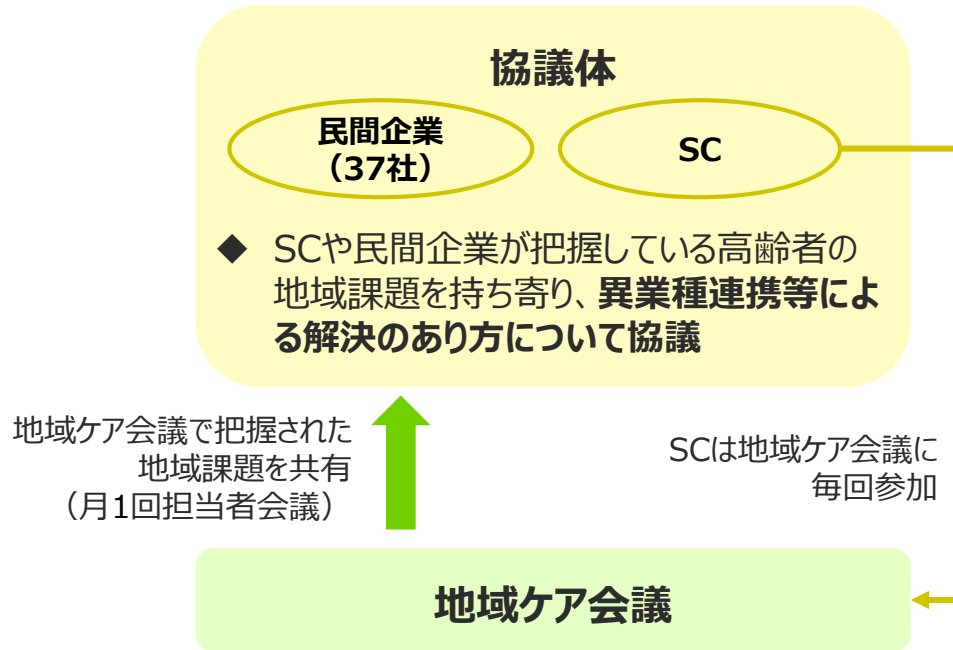 協議体
民間企業
（37社）
SC
◆ SCや民間企業が把握している高齢者の
地域課題を持ち寄り、異業種連携等によ
る解決のあり方について協議
地域ケア会議で把握された
地域課題を共有
（月1回担当者会議）
SCは地域ケア会議に
毎回参加
地域ケア会議